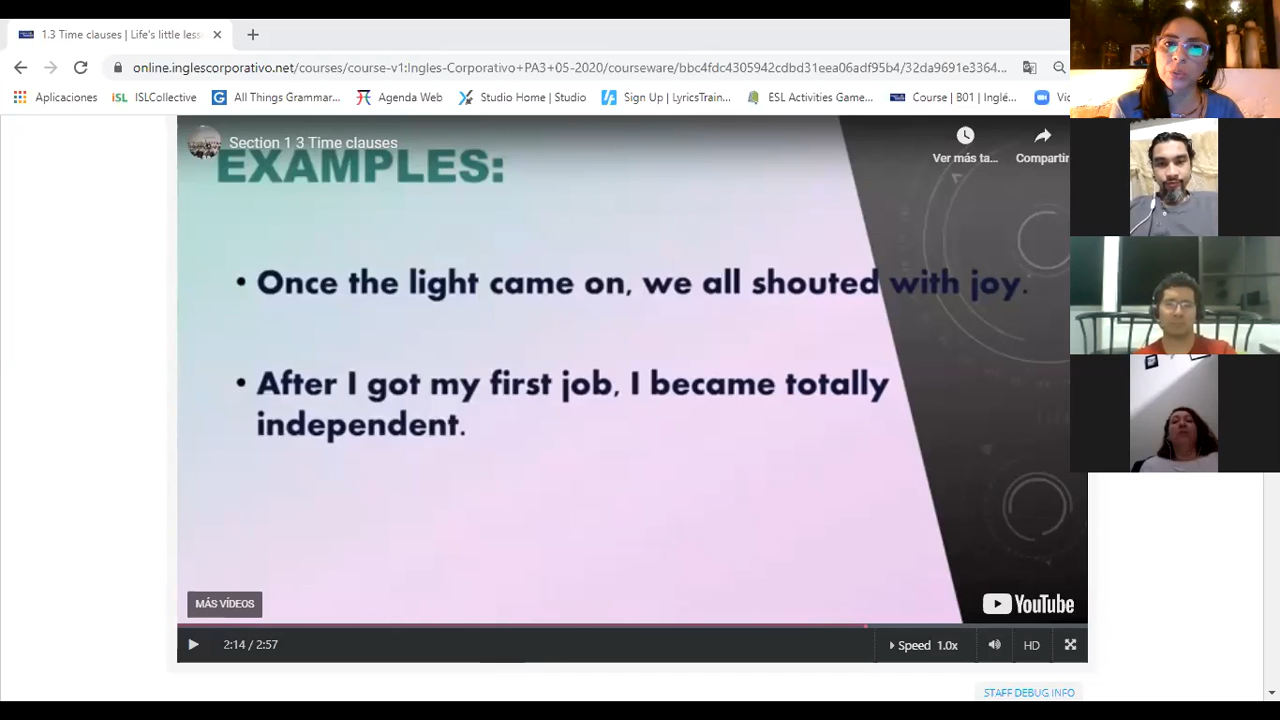 1.3 Time clauses | Life's little less
online.inglescorporativo.net/courses/course-v1:Ingles-Corporativo+PA3+05-2020/courseware/bbc4fdc4305942cdbd31eea06adf95b4/32da9691e3364...
Aplicaciones ISLCollective All Things Grammar... Agenda Web Studio Home | Studio Sign Up | LyricsTrain... ESL Activities Game... Course | B01 | Inglé...
Section 1 3 Time clauses
Ver más ta... Compartir
EXAMPLES:
• Once the light came on, we all shouted with joy.
• After I got my first job, I became totally
independent.
MÁS VÍDEOS
YouTube
2:14 / 2:57 Speed 1.0x HD
STAFF DEBUG INFO